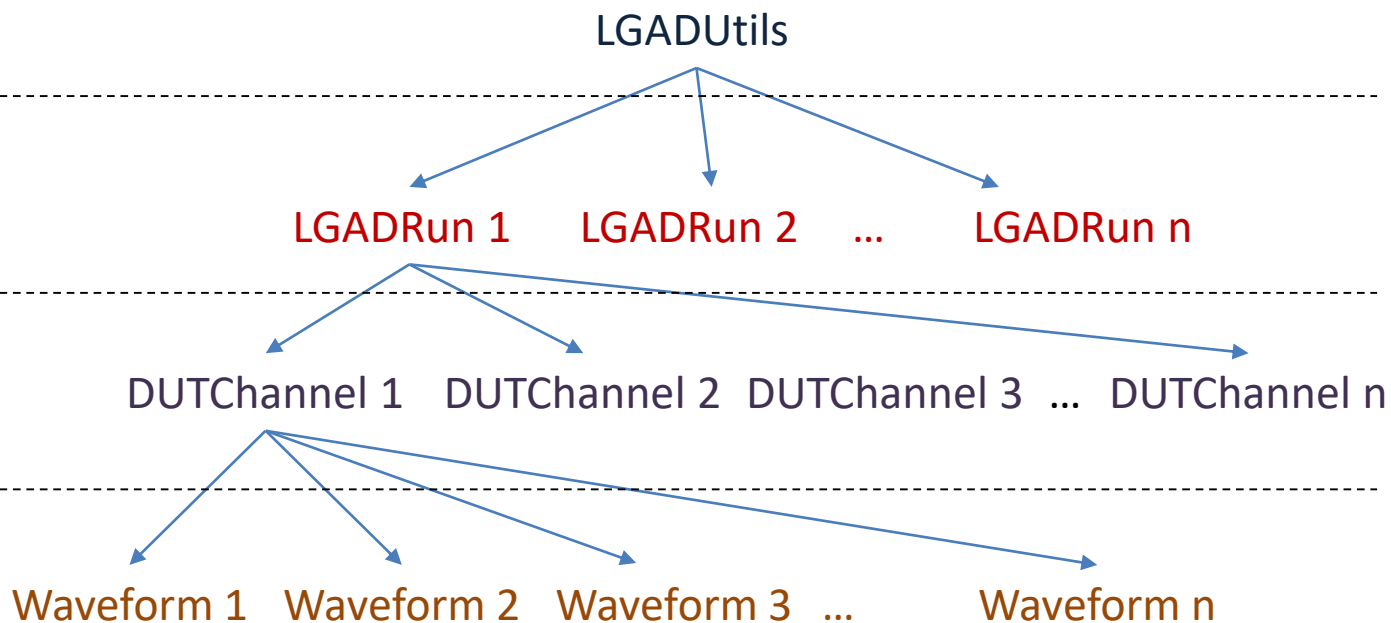 LGADUtils
LGADRun 1 LGADRun 2 ... LGADRun n
DUTChannel 1 DUTChannel 2 DUTChannel 3 ... DUTChannel n
Waveform 1 Waveform 2 Waveform 3 ... Waveform n